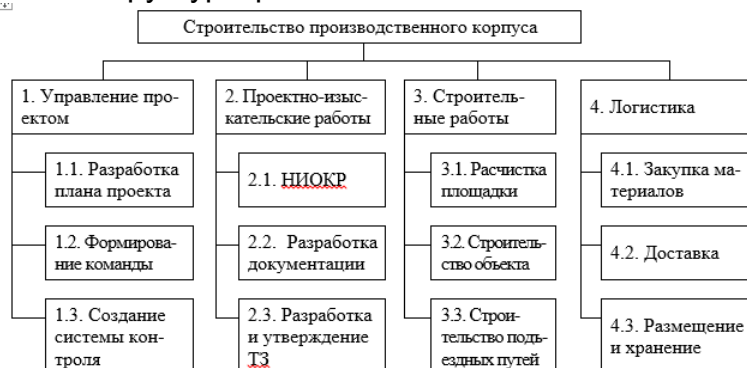 Строительство производственного корпуса
1. Управление про-
ектом
1.1. Разработка
плана проекта
1.2. Формирова-
ние команды
1.3. Создание
системы кон-
троля
2. Проектно-изыс-
кательские работы
2.1. НИОКР
2.2. Разработка
документации
2.3. Разработка
и утверждение
ТЗ
3. Строитель-
ные работы
3.1. Расчистка
площадки
3.2. Строитель-
ство объекта
3.3. Строи-
тельство подъ-
ездных путей
4. Логистика
4.1. Закупка ма-
териалов
4.2. Доставка
4.3. Размещение
и хранение